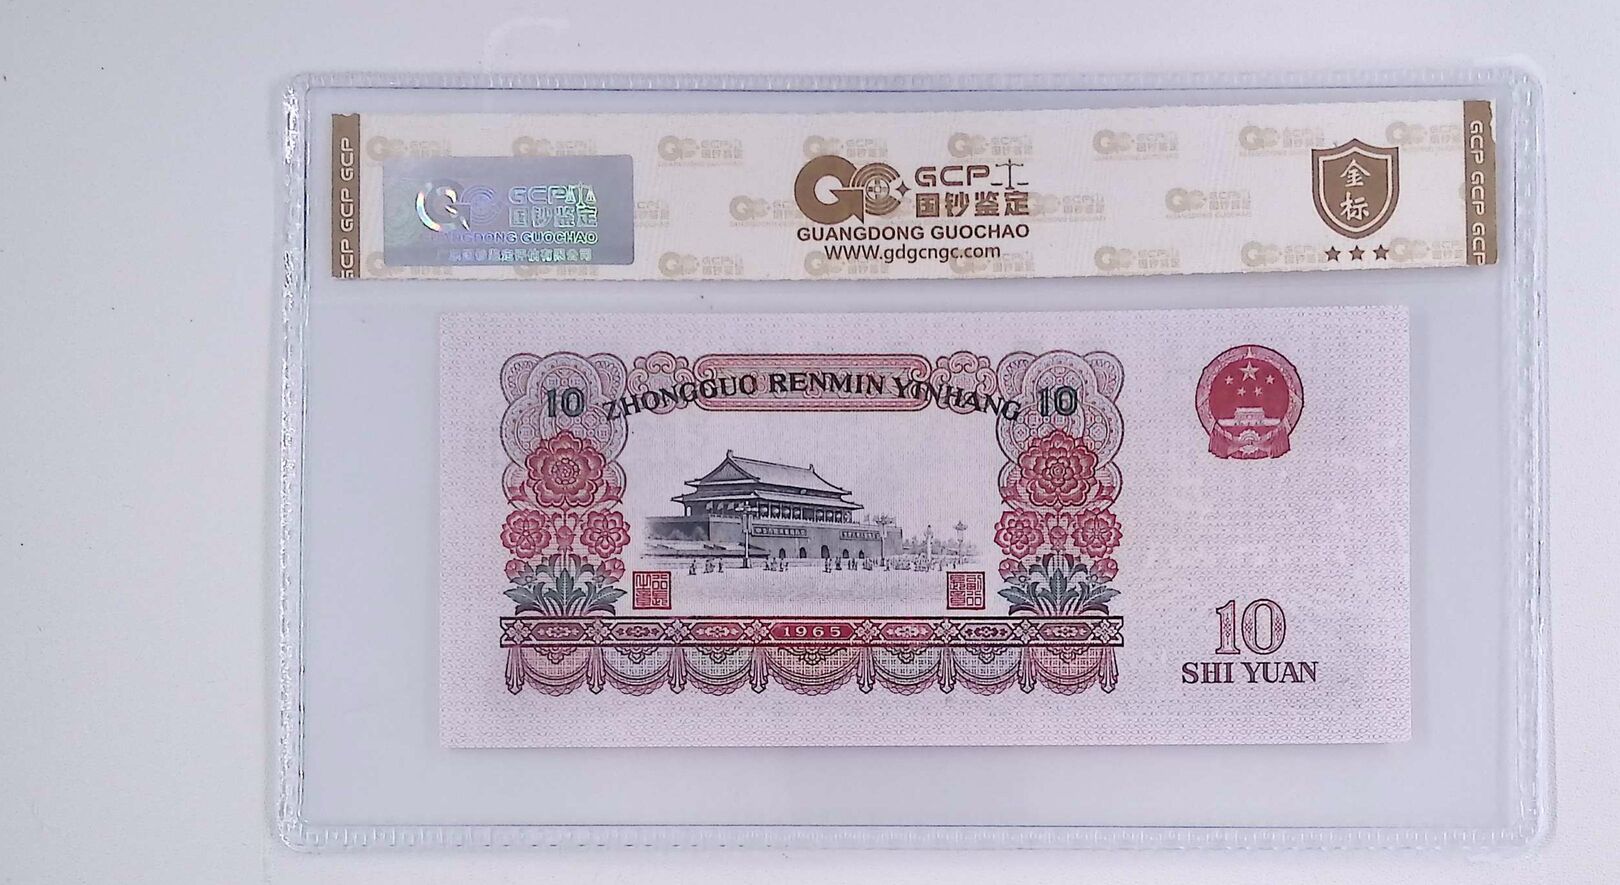 GCP GCP GCP
GCP
国钞鉴定
GUANGDONG GUOCHAO
GCP
国钞鉴定
GUANGDONG GUOCHAO
WWW.gdgcngc.com
金标
GCP GCP GCP
ZHONGGUO RENMIN YINHANG
10
10
1965
10
SHI YUAN